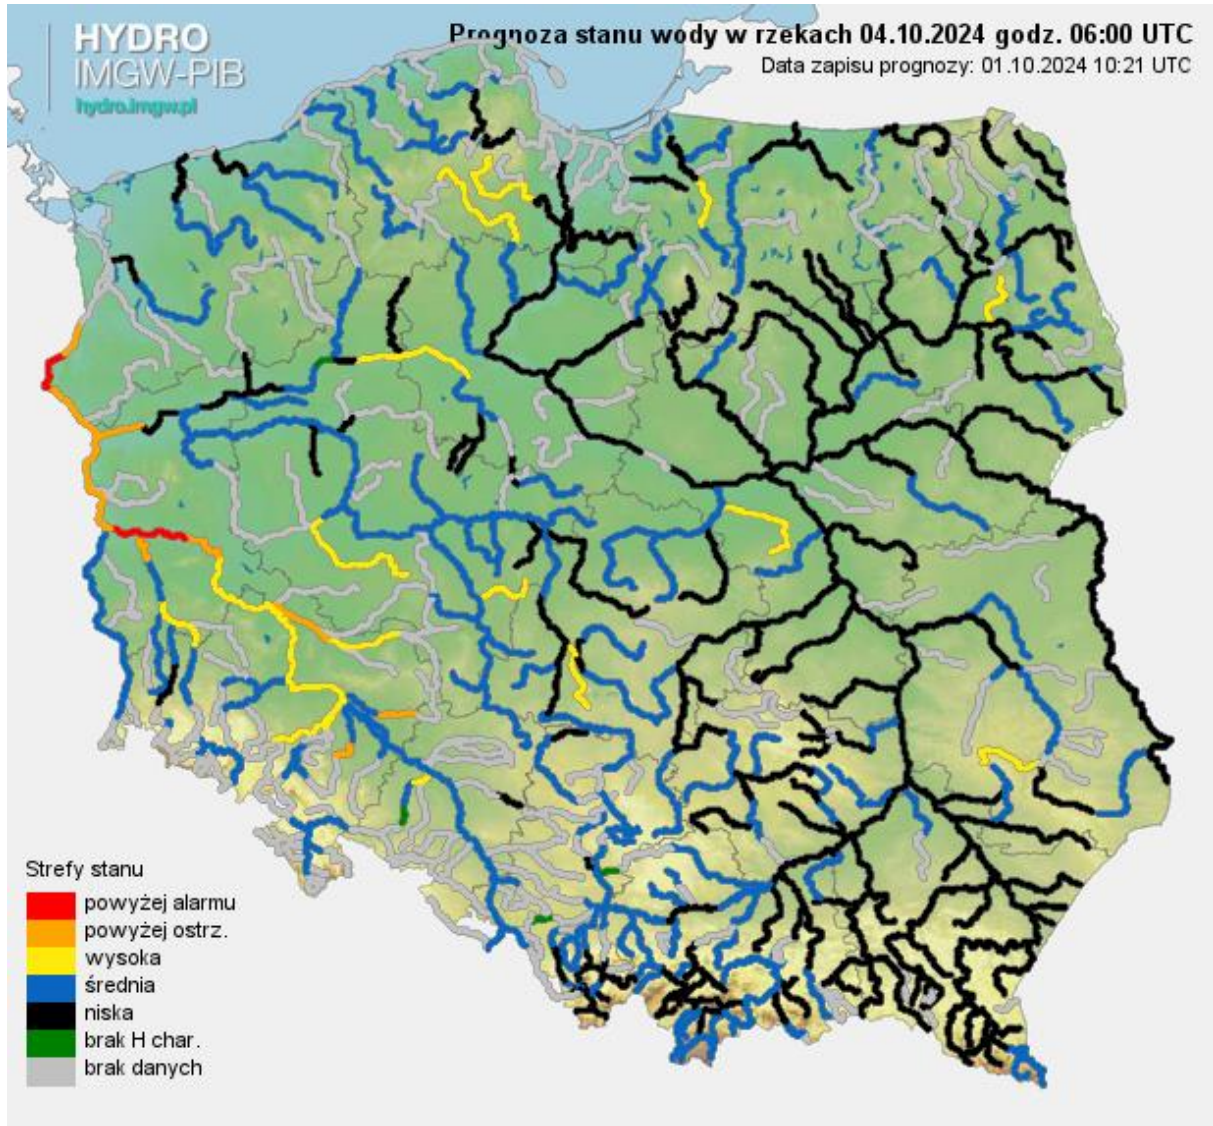 HYDRO
IMGW-PIB
hydro.imgw.pl
Prognoza stanu wody w rzekach 04.10.2024 godz. 06:00 UTC
Data zapisu prognozy: 01.10.2024 10:21 UTC
Strefy stanu
powyżej alarmu
powyżej ostrz.
wysoka
średnia
niska
brak H char.
brak danych